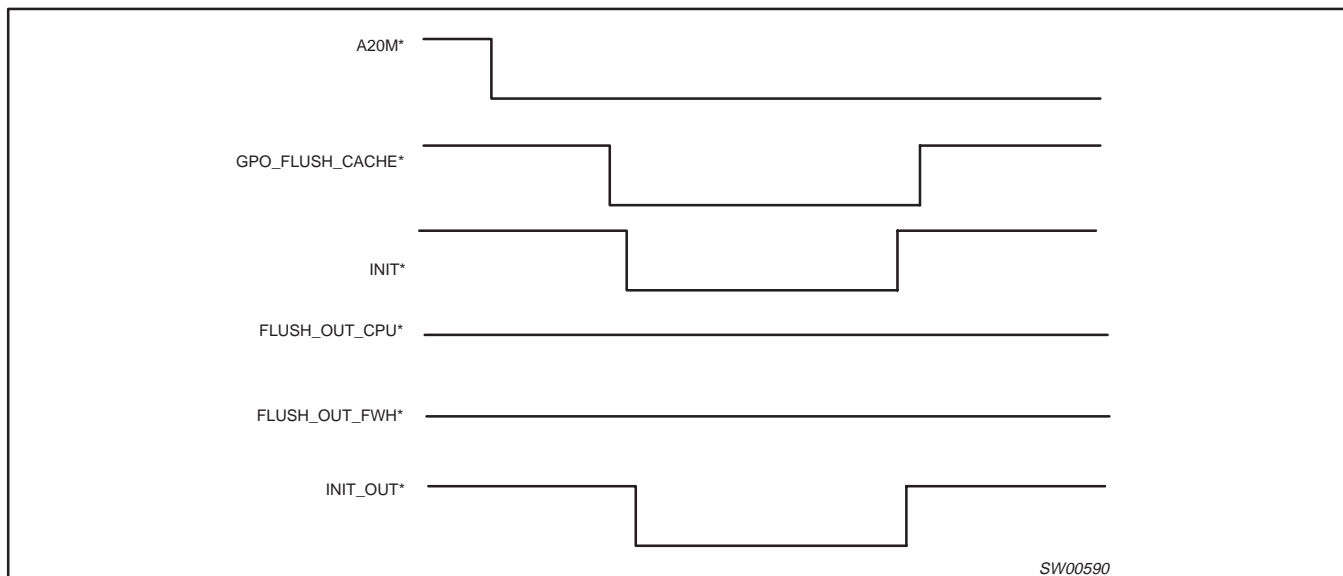 A20M*
GPO_FLUSH_CACHE*
INIT*
FLUSH_OUT_CPU*
FLUSH_OUT_FWH*
INIT_OUT*
SW00590